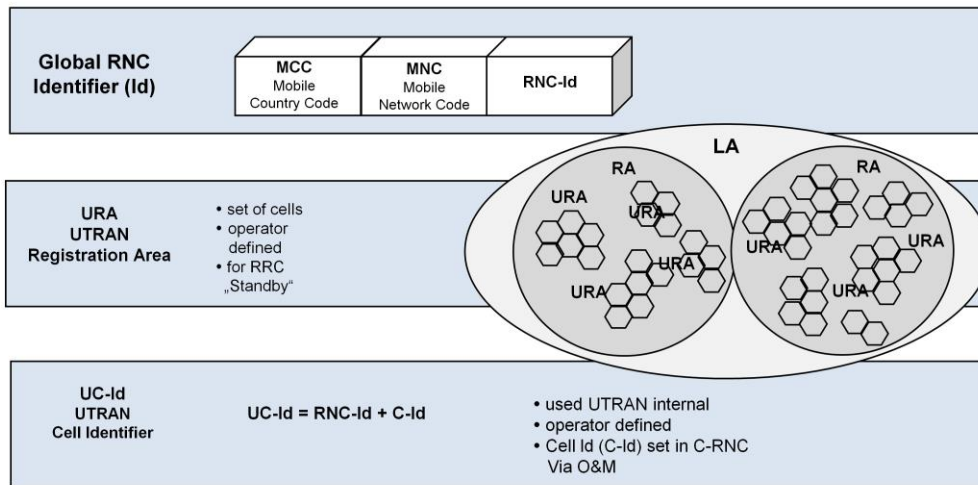 Global RNC
Identifier (Id)
MCC
Mobile
Country Code
MNC
Mobile
Network Code
RNC-Id
LA
RA
URA
URA
URA
URA
RA
URA
URA
URA
URA
UTRAN
Registration Area
• set of cells
• operator
defined
• for RRC
„Standby“
UC-Id
UTRAN
Cell Identifier
UC-Id = RNC-Id + C-Id
• used UTRAN internal
• operator defined
• Cell Id (C-Id) set in C-RNC
Via O&M